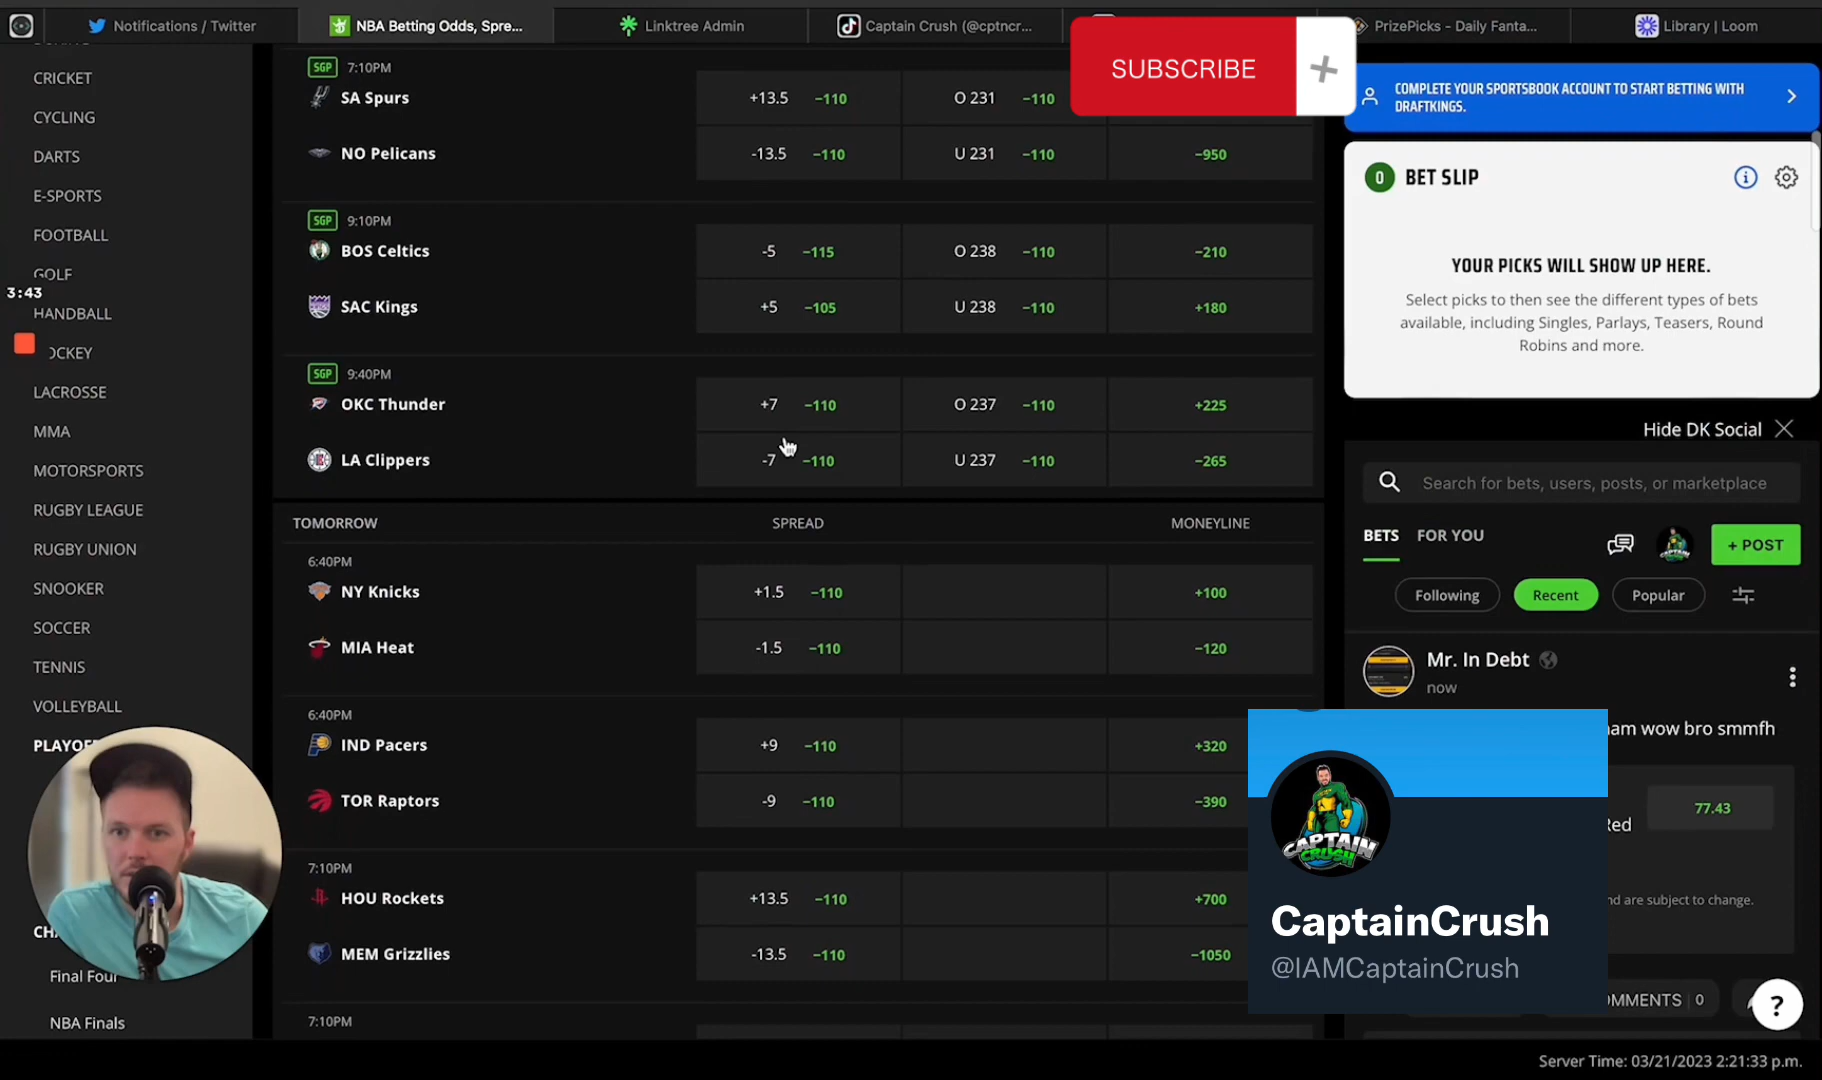 Notifications / Twitter
NBA Betting Odds, Spre...
Linktree Admin
Captain Crush (@cptncr...
PrizePicks - Daily Fanta...
Library | Loom
SUBSCRIBE
CRICKET
CYCLING
DARTS
E-SPORTS
FOOTBALL
GOLF
3:43
HANDBALL
OCKEY
LACROSSE
MMA
MOTORSPORTS
RUGBY LEAGUE
RUGBY UNION
SNOOKER
SOCCER
TENNIS
VOLLEYBALL
PLAYOF
CH
Final Four
NBA Finals
SGP 7:10PM
SA Spurs +13.5 −110 O 231 −110
NO Pelicans -13.5 −110 U 231 −110 −950
SGP 9:10PM
BOS Celtics -5 −115 O 238 −110 −210
SAC Kings +5 −105 U 238 −110 +180
SGP 9:40PM
OKC Thunder +7 −110 O 237 −110 +225
LA Clippers -7 −110 U 237 −110 −265
TOMORROW SPREAD MONEYLINE
6:40PM
NY Knicks +1.5 −110 +100
MIA Heat -1.5 −110 −120
6:40PM
IND Pacers +9 −110 +320
TOR Raptors -9 −110 −390
7:10PM
HOU Rockets +13.5 −110 +700
MEM Grizzlies -13.5 −110 −1050
7:10PM
COMPLETE YOUR SPORTSBOOK ACCOUNT TO START BETTING WITH
DRAFTKINGS.
0 BET SLIP
YOUR PICKS WILL SHOW UP HERE.
Select picks to then see the different types of bets
available, including Singles, Parlays, Teasers, Round
Robins and more.
Hide DK Social
Search for bets, users, posts, or marketplace
BETS FOR YOU
+ POST
Following Recent Popular
Mr. In Debt
now
am wow bro smmfh
77.43
Red
nd are subject to change.
CAPTAIN
CRUSH
CaptainCrush
@IAMCaptainCrush
OMMENTS | 0
?
Server Time: 03/21/2023 2:21:33 p.m.